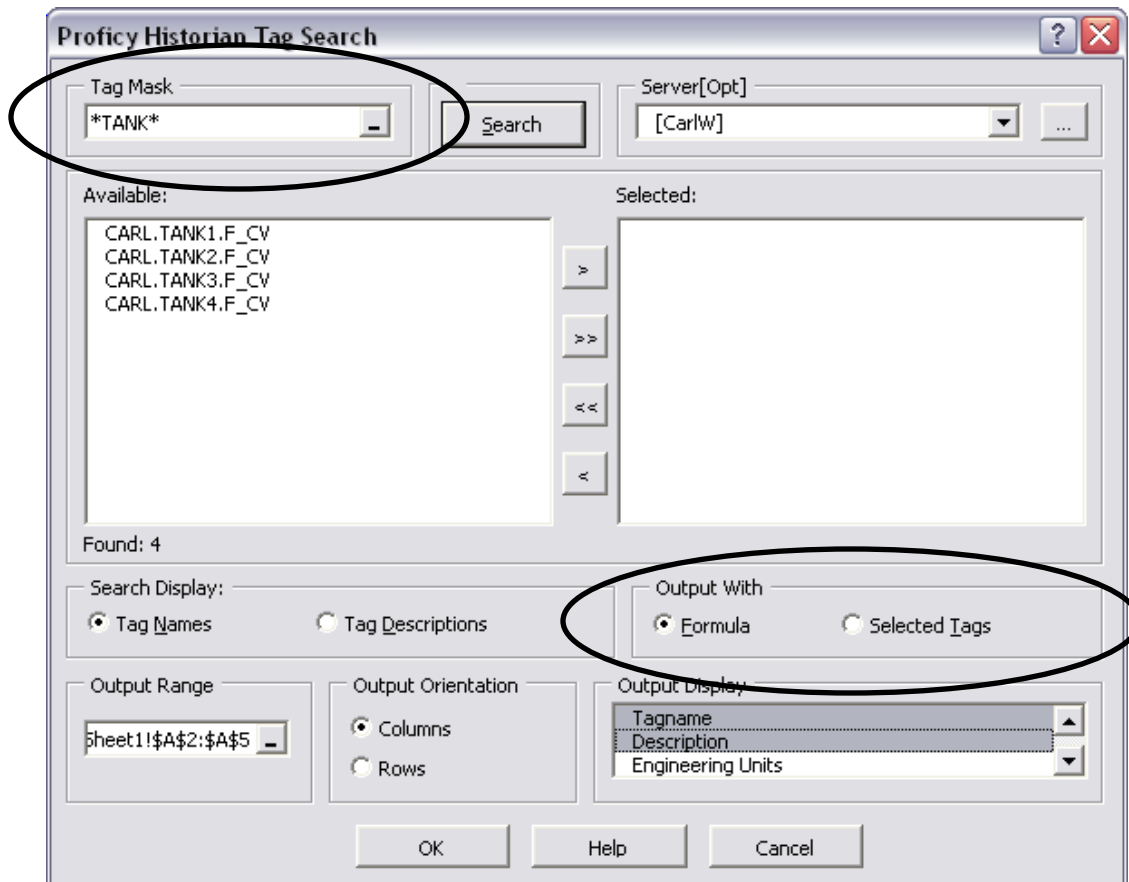 Proficy Historian Tag Search
Tag Mask
*TANK*
Search
Server[Opt]
[CarlW]
...
Available:
Selected:
CARL.TANK1.F_CV
CARL.TANK2.F_CV
CARL.TANK3.F_CV
CARL.TANK4.F_CV
>
>>
<<
<
Found: 4
Search Display:
Tag Names
Tag Descriptions
Output With
Formula
Selected Tags
Output Range
Sheet1!$A$2:$A$5
Output Orientation
Columns
Rows
Output Display
Tagname
Description
Engineering Units
OK
Help
Cancel